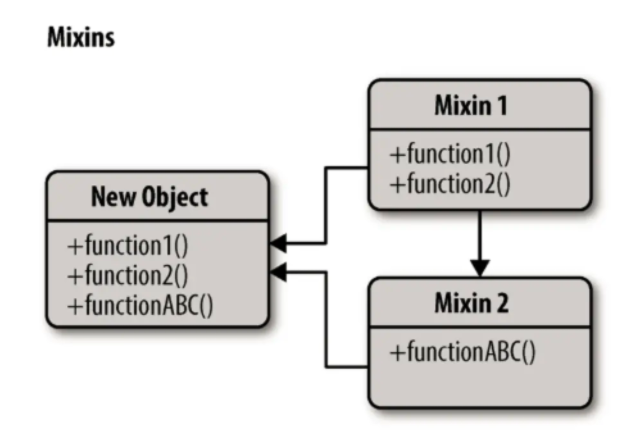 Mixins
Mixin 1
+function1()
+function2()
New Object
+function1()
+function2()
+functionABC()
Mixin 2
+functionABC()